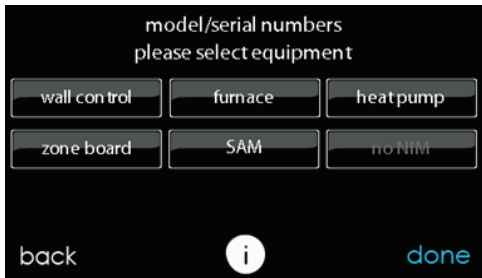 model/serial numbers
please select equipment
wall control furnace heat pump
zone board SAM no NIM
back i done